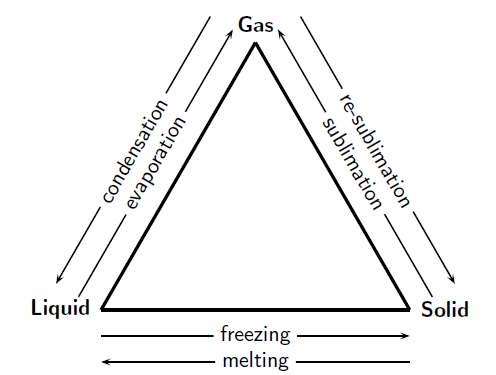 Gas
condensation
evaporation
re-sublimation
sublimation
Liquid
Solid
freezing
melting